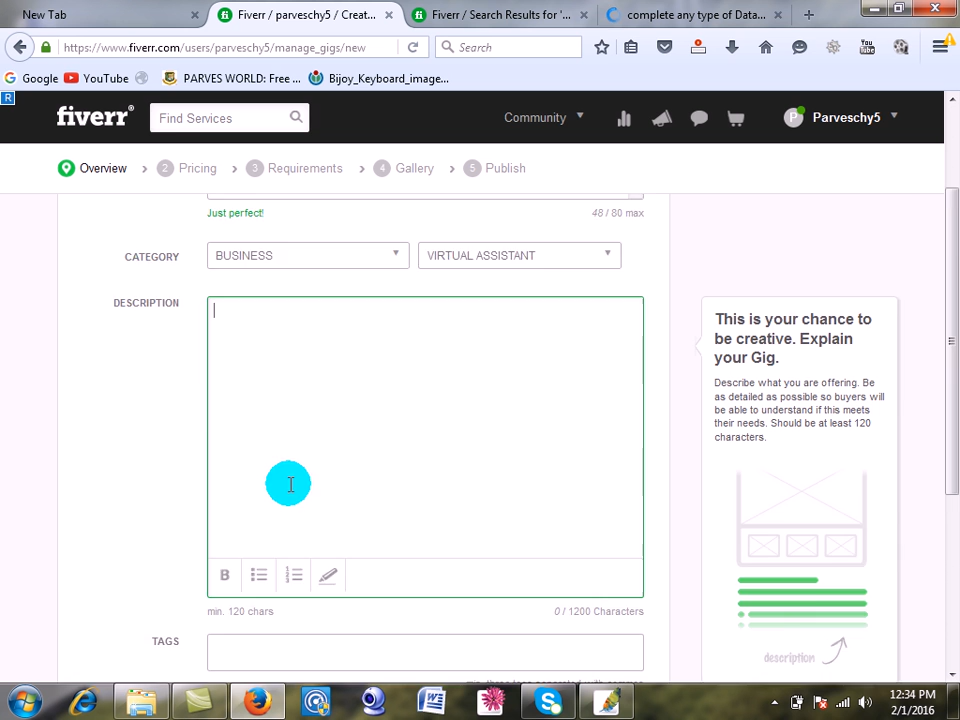 New Tab
Fiverr / parveschy5 / Creat...
Fiverr / Search Results for '...
complete any type of Data...
https://www.fiverr.com/users/parveschy5/manage_gigs/new
Search
You
Tube
Google
YouTube
PARVES WORLD: Free ...
Bijoy_Keyboard_image...
R
fiverr®
Find Services
Community
P
Parveschy5
Overview
2 Pricing
3 Requirements
4 Gallery
5 Publish
Just perfect!
48 / 80 max
CATEGORY
BUSINESS
VIRTUAL ASSISTANT
DESCRIPTION
This is your chance to
be creative. Explain
your Gig.
Describe what you are offering. Be
as detailed as possible so buyers will
be able to understand if this meets
their needs. Should be at least 120
characters.
B
min. 120 chars
0 / 1200 Characters
description
TAGS
12:34 PM
2/1/2016